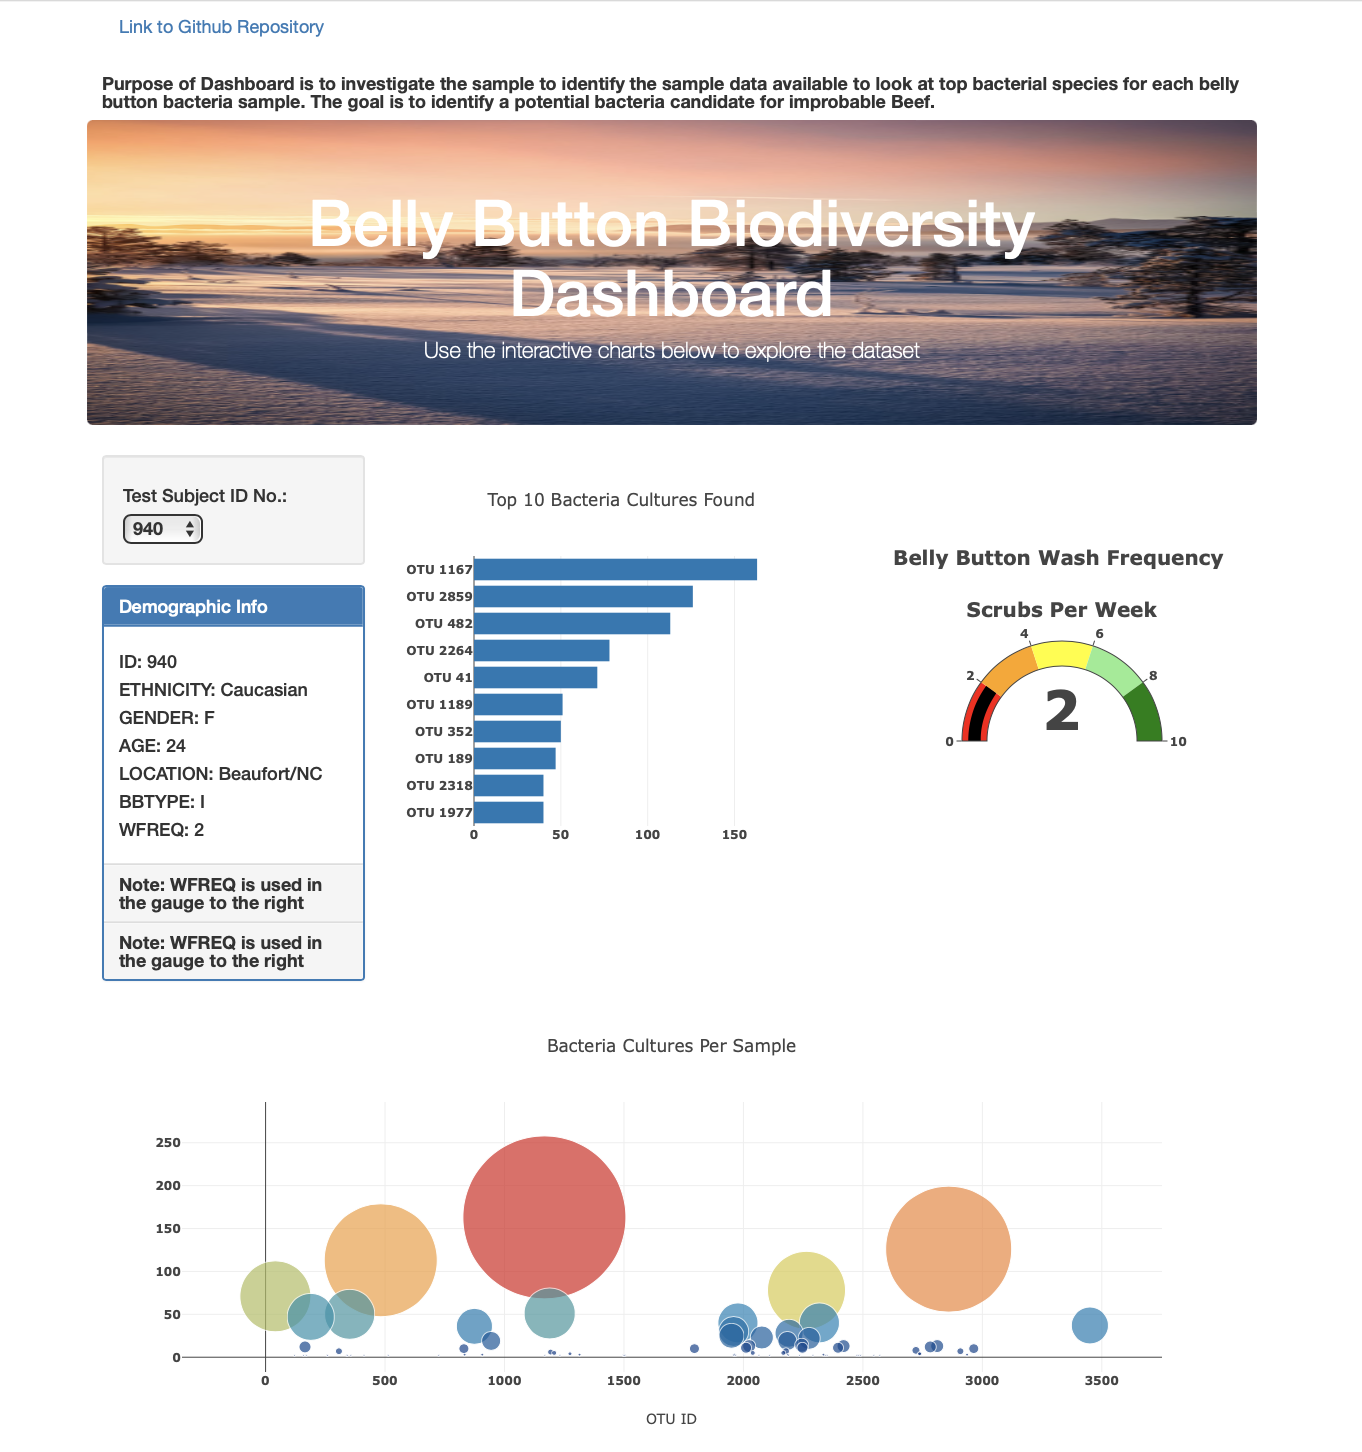 Link to Github Repository
Purpose of Dashboard is to investigate the sample to identify the sample data available to look at top bacterial species for each belly
button bacteria sample. The goal is to identify a potential bacteria candidate for improbable Beef.
Belly Button Biodiversity
Dashboard
Use the interactive charts below to explore the dataset
Test Subject ID No.:
940
Demographic Info
ID: 940
ETHNICITY: Caucasian
GENDER: F
AGE: 24
LOCATION: Beaufort/NC
BBTYPE: I
WFREQ: 2
Note: WFREQ is used in
the gauge to the right
Note: WFREQ is used in
the gauge to the right
Top 10 Bacteria Cultures Found
OTU 1167
OTU 2859
OTU 482
OTU 2264
OTU 41
OTU 1189
OTU 352
OTU 189
OTU 2318
OTU 1977
0 50 100 150
Belly Button Wash Frequency
Scrubs Per Week
4 6
2 8
2
0 10
Bacteria Cultures Per Sample
250
200
150
100
50
0
0 500 1000 1500 2000 2500 3000 3500
OTU ID